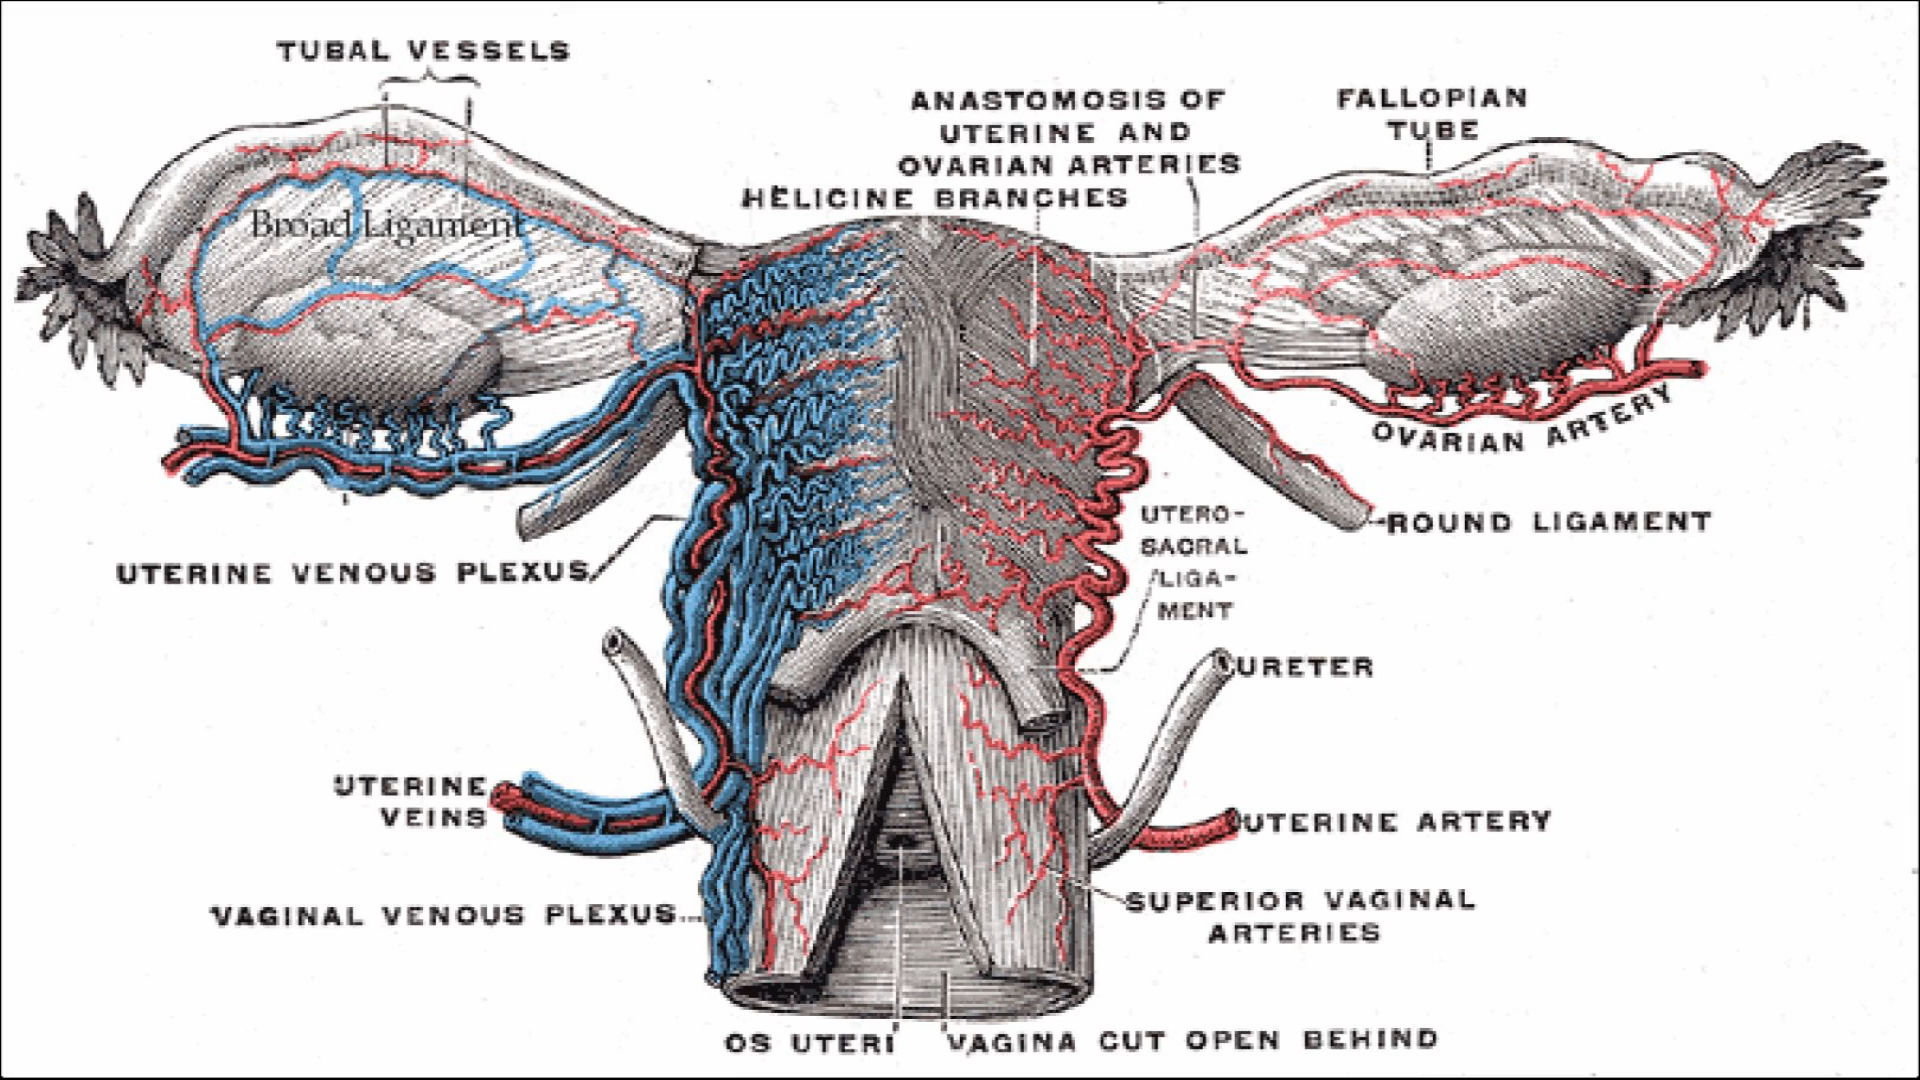 TUBAL VESSELS
ANASTOMOSIS OF
UTERINE AND
OVARIAN ARTERIES
HELICINE BRANCHES
FALLOPIAN
TUBE
Broad Ligament
OVARIAN ARTERY
UTERINE VENOUS PLEXUS
UTERO-
SACRAL
LIGA-
MENT
ROUND LIGAMENT
URETER
UTERINE
VEINS
UTERINE ARTERY
VAGINAL VENOUS PLEXUS
SUPERIOR VAGINAL
ARTERIES
OS UTERI
VAGINA CUT OPEN BEHIND